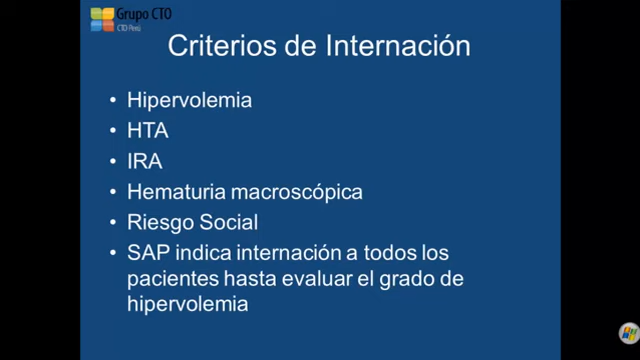 Grupo CTO
CTO Perú
Criterios de Internación
• Hipervolemia
• HTA
• IRA
• Hematuria macroscópica
• Riesgo Social
• SAP indica internación a todos los
pacientes hasta evaluar el grado de
hipervolemia